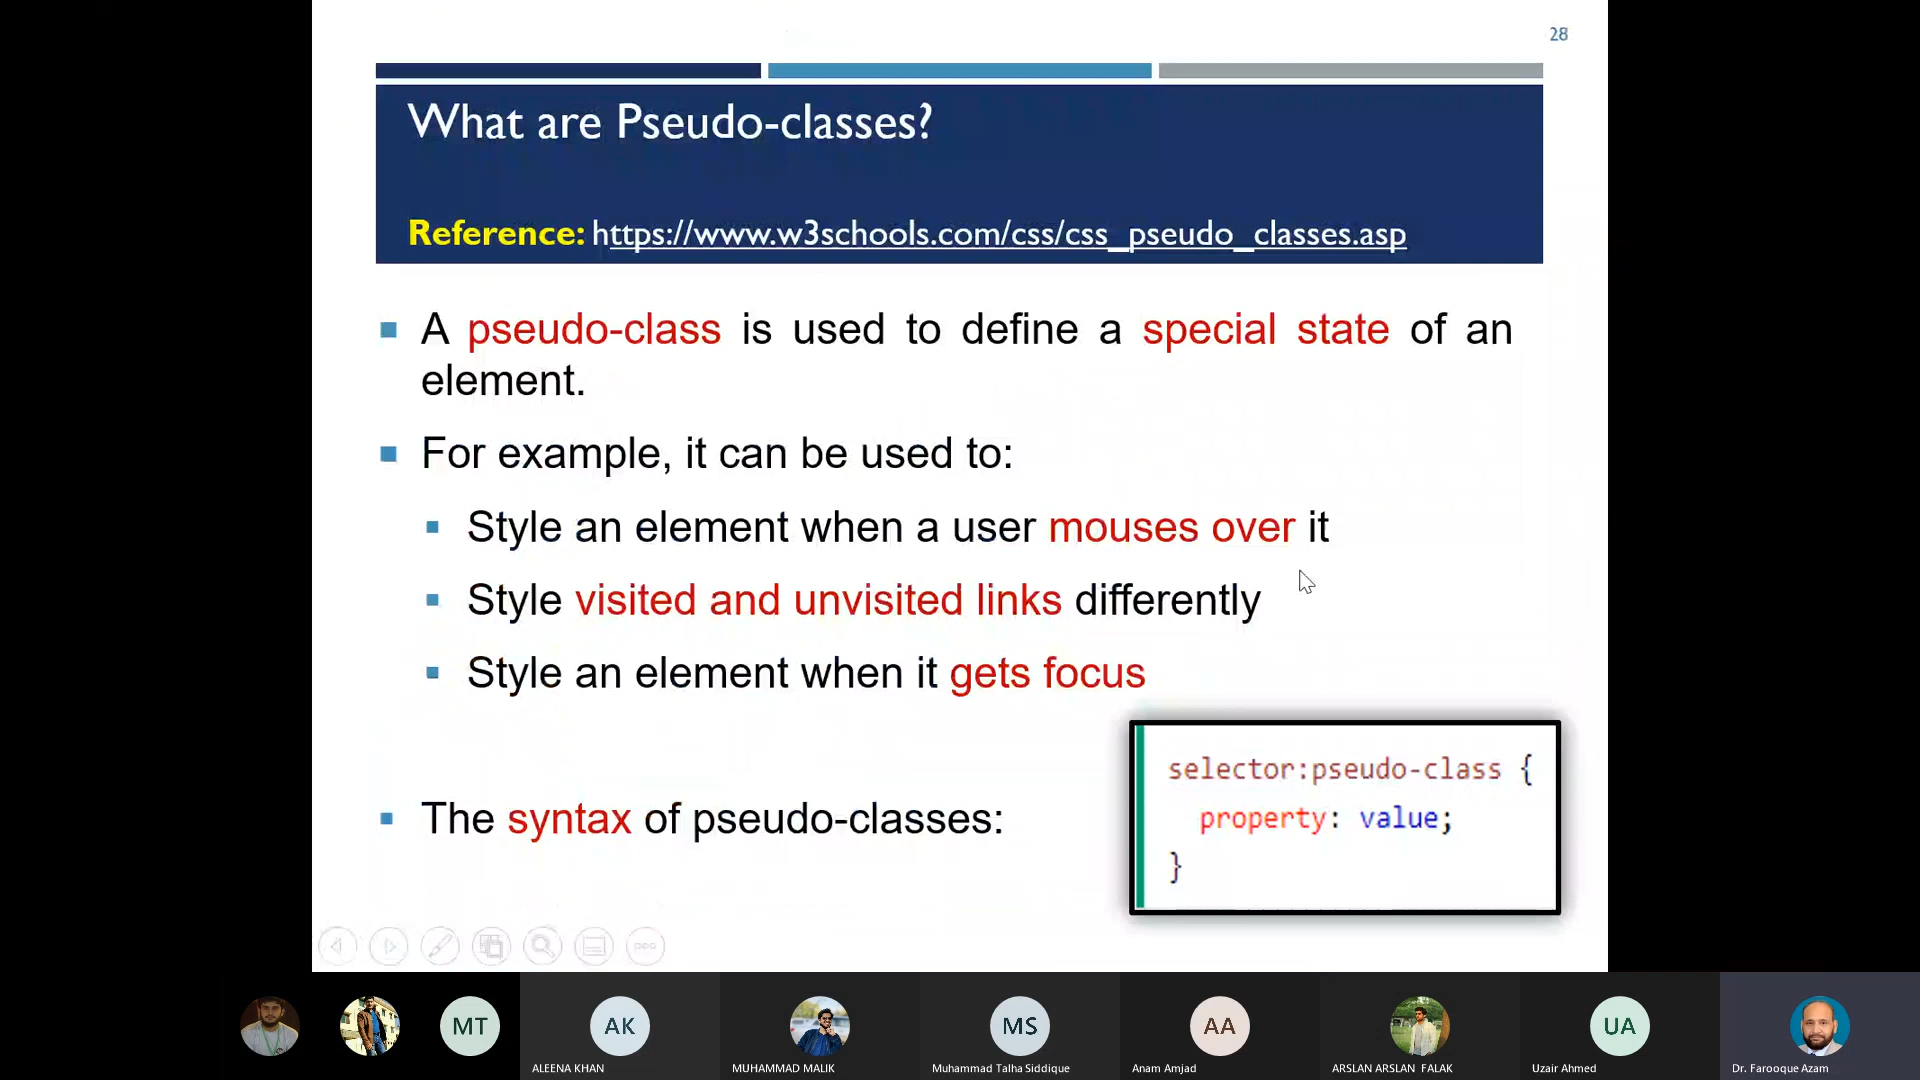 28
What are Pseudo-classes?
Reference: https://www.w3schools.com/css/css_pseudo_classes.asp
A pseudo-class is used to define a special state of an
element.
For example, it can be used to:
Style an element when a user mouses over it
Style visited and unvisited links differently
Style an element when it gets focus
The syntax of pseudo-classes:
selector:pseudo-class {
property: value;
}
MT
AK
MS
AA
UA
ALEENA KHAN
MUHAMMAD MALIK
Muhammad Talha Siddique
Anam Amjad
ARSLAN ARSLAN FALAK
Uzair Ahmed
Dr. Farooque Azam